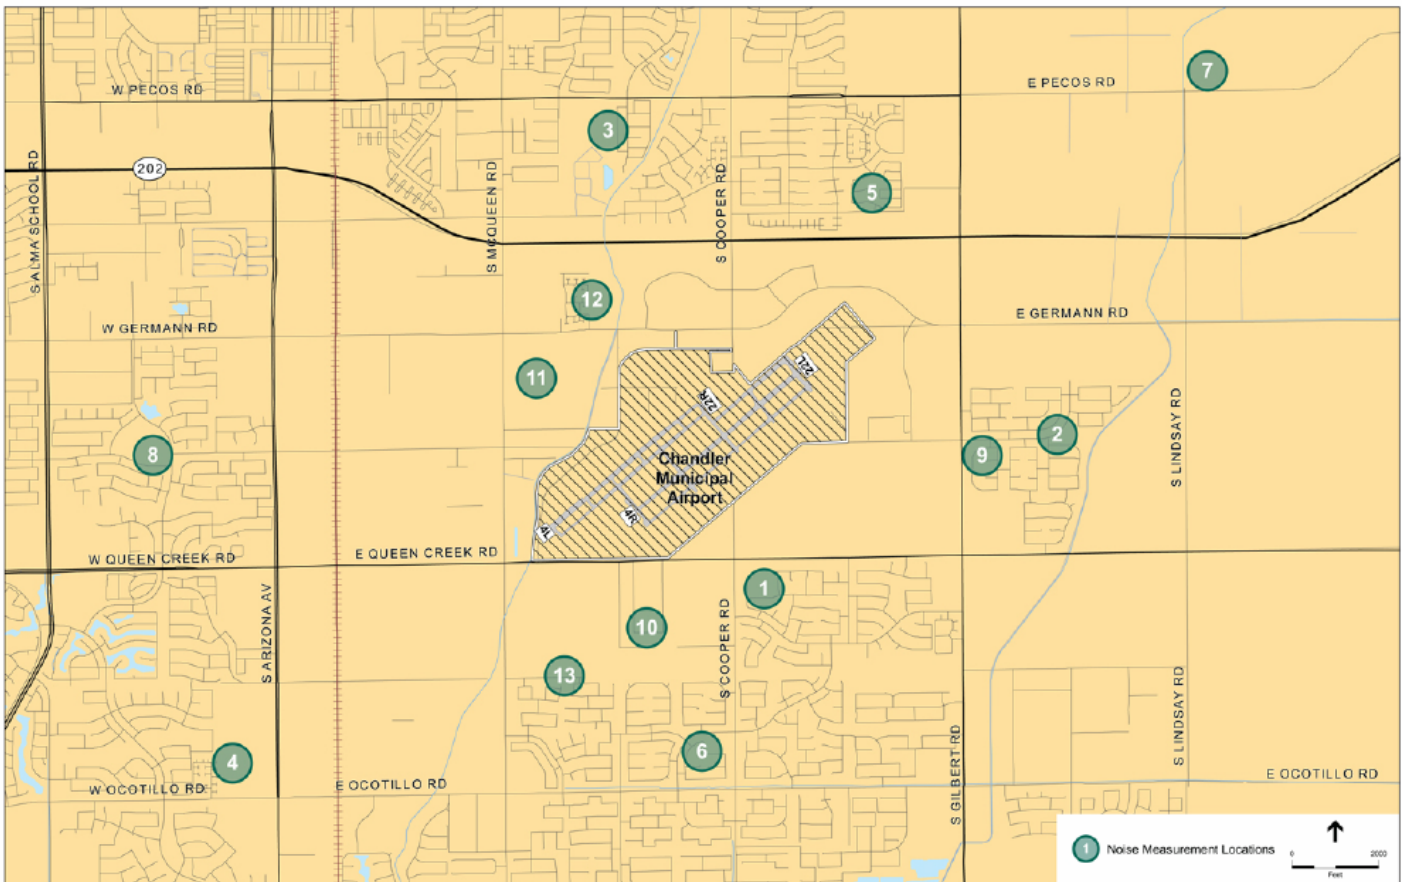 W PECOS RD
E PECOS RD
7
3
202
5
S ALMA SCHOOL RD
S MCQUEEN RD
S COOPER RD
12
W GERMANN RD
E GERMANN RD
11
22L
22R
8
2
9
S LINDSAY RD
Chandler
Municipal
Airport
4L
4R
W QUEEN CREEK RD
E QUEEN CREEK RD
1
10
S ARIZONA AV
S COOPER RD
13
6
4
S GILBERT RD
S LINDSAY RD
W OCOTILLO RD
E OCOTILLO RD
E OCOTILLO RD
1 Noise Measurement Locations
0 2000
Feet